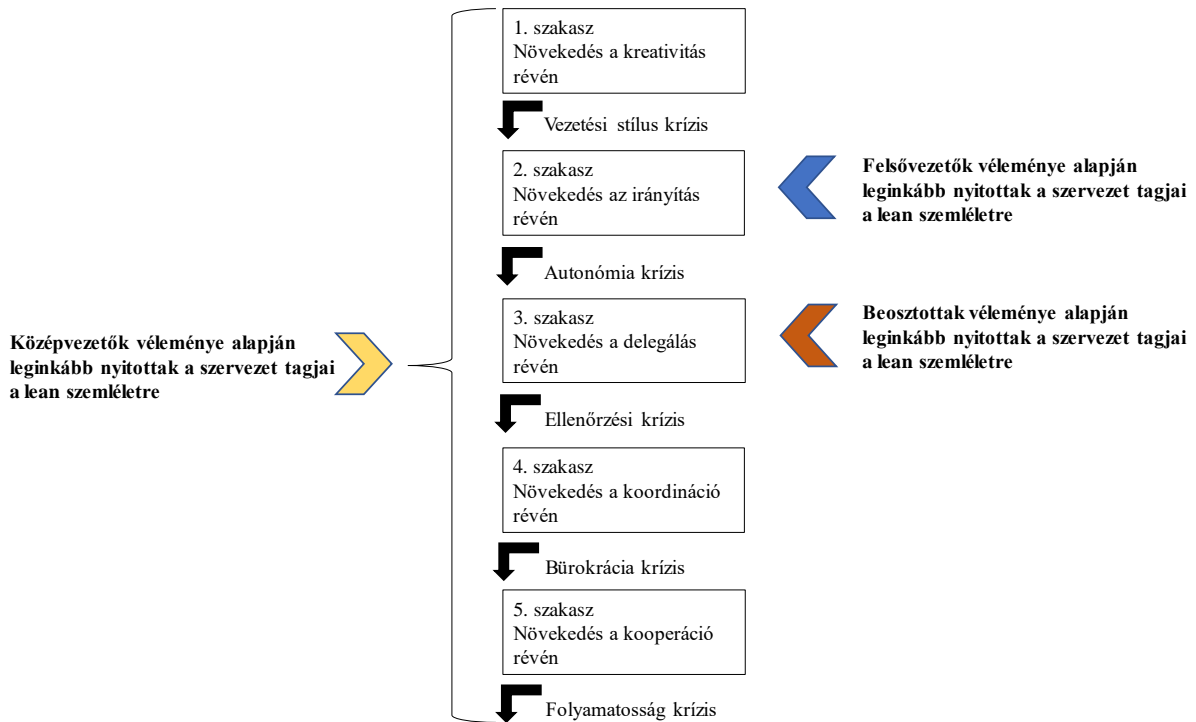 1. szakasz
Növekedés a kreativitás
révén
Vezetési stílus krízis
2. szakasz
Növekedés az irányítás
révén
Felsővezetők véleménye alapján
leginkább nyitottak a szervezet tagjai
a lean szemléletre
Autonómia krízis
3. szakasz
Növekedés a delegálás
révén
Beosztottak véleménye alapján
leginkább nyitottak a szervezet tagjai
a lean szemléletre
Középvezetők véleménye alapján
leginkább nyitottak a szervezet tagjai
a lean szemléletre
Ellenőrzési krízis
4. szakasz
Növekedés a koordináció
révén
Bürokrácia krízis
5. szakasz
Növekedés a kooperáció
révén
Folyamatosság krízis